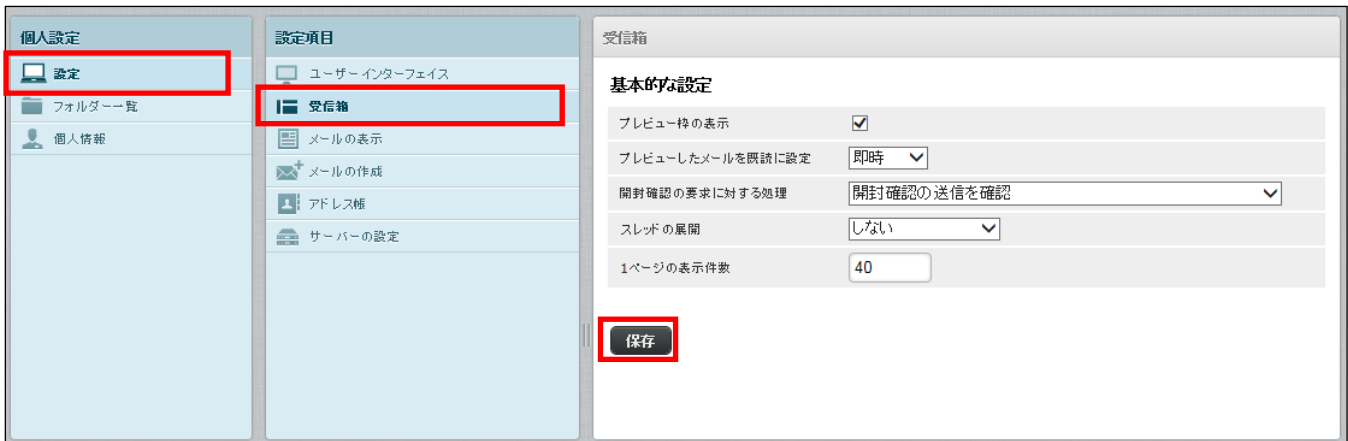 個人設定
設定
フォルダー一覧
個人情報
設定項目
ユーザーインターフェイス
受信箱
メールの表示
メールの作成
アドレス帳
サーバーの設定
受信箱
基本的な設定
プレビュー枠の表示
プレビューしたメールを既読に設定 即時
開封確認の要求に対する処理 開封確認の送信を確認
スレッドの展開 しない
1ページの表示件数 40
保存